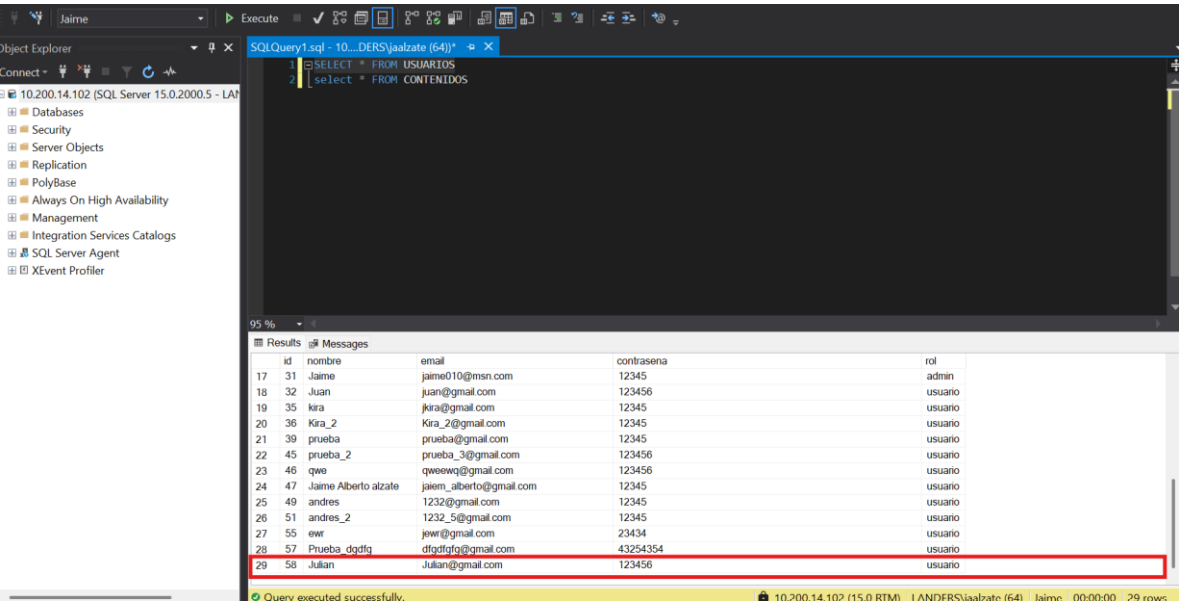 Jaime
Execute
Object Explorer
SQLQuery1.sql - 10....DERS\jaalzate (64))*
Connect
1 SELECT * FROM USUARIOS
2 select * FROM CONTENIDOS
10.200.14.102 (SQL Server 15.0.2000.5 - LAN
Databases
Security
Server Objects
Replication
PolyBase
Always On High Availability
Management
Integration Services Catalogs
SQL Server Agent
XEvent Profiler
95 %
Results Messages
id nombre email contrasena rol
17 31 Jaime jaime010@msn.com 12345 admin
18 32 Juan juan@gmail.com 123456 usuario
19 35 kira jkira@gmail.com 12345 usuario
20 36 Kira_2 Kira_2@gmail.com 12345 usuario
21 39 prueba prueba@gmail.com 12345 usuario
22 45 prueba_2 prueba_3@gmail.com 123456 usuario
23 46 qwe qweewq@gmail.com 123456 usuario
24 47 Jaime Alberto alzate jaiem_alberto@gmail.com 12345 usuario
25 49 andres 1232@gmail.com 12345 usuario
26 51 andres_2 1232_5@gmail.com 12345 usuario
27 55 ewr jewr@gmail.com 23434 usuario
28 57 Prueba_dgdfg dfgdfgfg@gmail.com 43254354 usuario
29 58 Julian Julian@gmail.com 123456 usuario
Query executed successfully.
10.200.14.102 (15.0 RTM) LANDERS\jaalzate (64) Jaime 00:00:00 29 rows